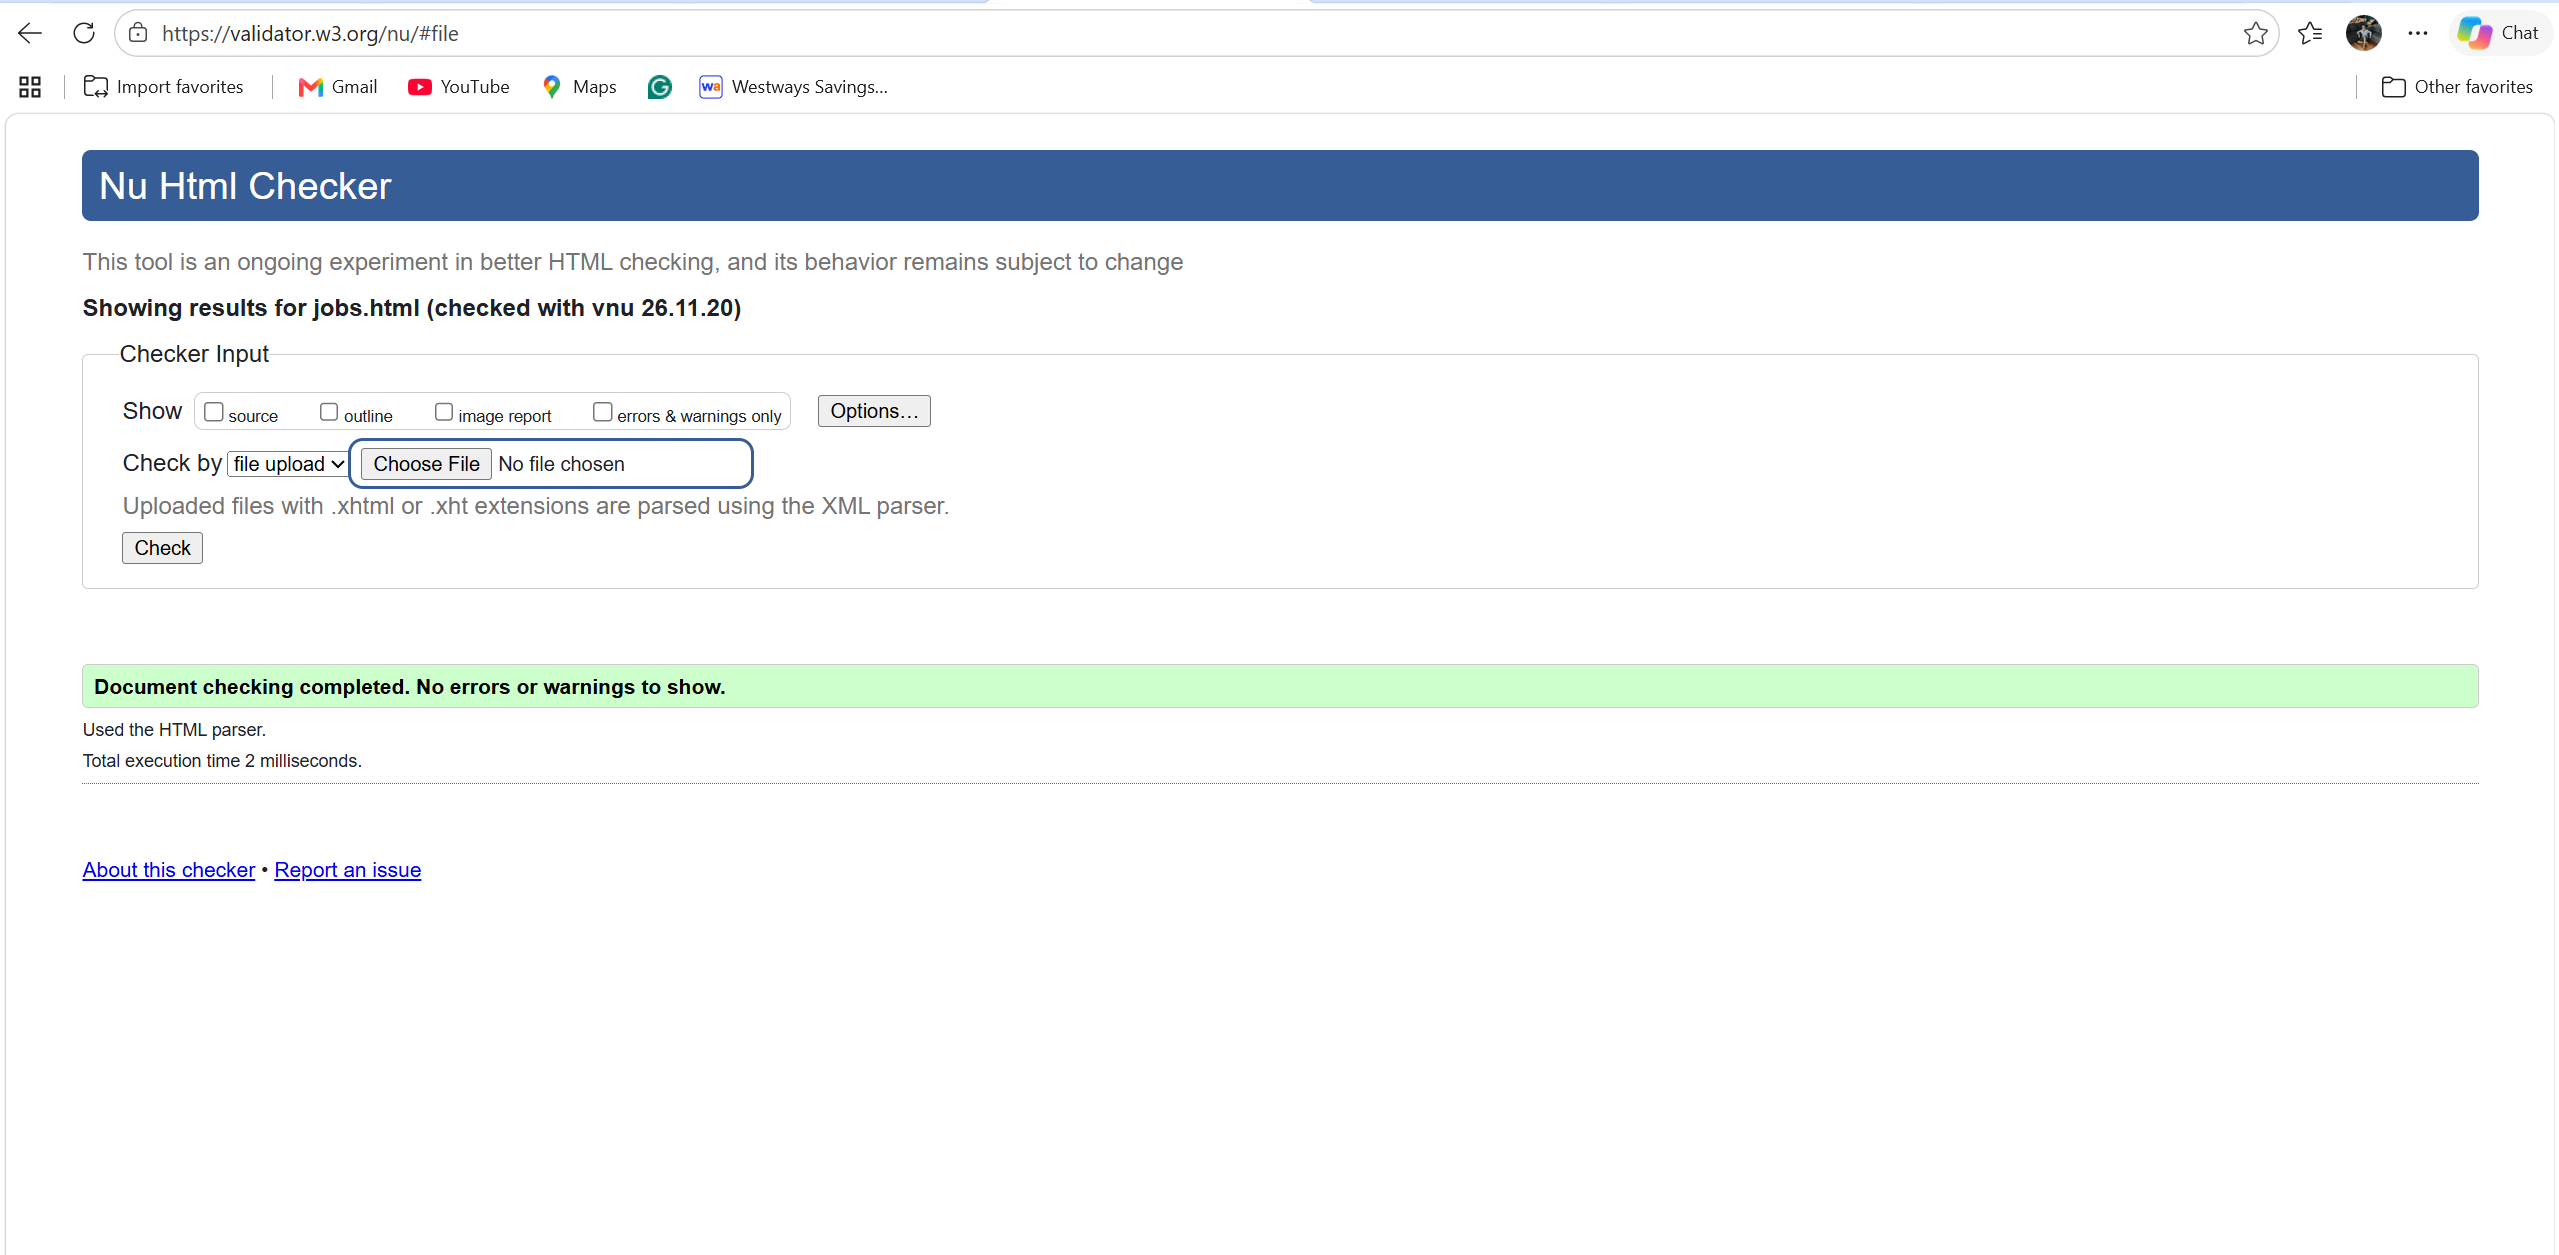 https://validator.w3.org/nu/#file
Chat
Import favorites
Gmail
YouTube
Maps
wa Westways Savings...
Other favorites
Nu Html Checker
This tool is an ongoing experiment in better HTML checking, and its behavior remains subject to change
Showing results for jobs.html (checked with vnu 26.11.20)
Checker Input
Show source outline image report errors & warnings only Options...
Check by file upload Choose File No file chosen
Uploaded files with .xhtml or .xht extensions are parsed using the XML parser.
Check
Document checking completed. No errors or warnings to show.
Used the HTML parser.
Total execution time 2 milliseconds.
About this checker • Report an issue